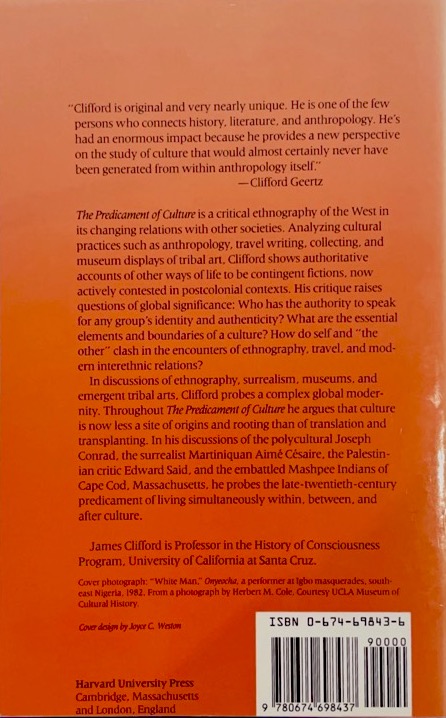 "Clifford is original and very nearly unique. He is one of the few
persons who connects history, literature, and anthropology. He's
had an enormous impact because he provides a new perspective
on the study of culture that would almost certainly never have
been generated from within anthropology itself."
—Clifford Geertz
The Predicament of Culture is a critical ethnography of the West in
its changing relations with other societies. Analyzing cultural
practices such as anthropology, travel writing, collecting, and
museum displays of tribal art, Clifford shows authoritative
accounts of other ways of life to be contingent fictions, now
actively contested in postcolonial contexts. His critique raises
questions of global significance: Who has the authority to speak
for any group's identity and authenticity? What are the essential
elements and boundaries of a culture? How do self and "the
other" clash in the encounters of ethnography, travel, and mod-
ern interethnic relations?
In discussions of ethnography, surrealism, museums, and
emergent tribal arts, Clifford probes a complex global moder-
nity. Throughout The Predicament of Culture he argues that culture
is now less a site of origins and rooting than of translation and
transplanting. In his discussions of the polycultural Joseph
Conrad, the surrealist Martiniquan Aimé Césaire, the Palestin-
ian critic Edward Said, and the embattled Mashpee Indians of
Cape Cod, Massachusetts, he probes the late-twentieth-century
predicament of living simultaneously within, between, and
after culture.
James Clifford is Professor in the History of Consciousness
Program, University of California at Santa Cruz.
Cover photograph: "White Man," Onyeocha, a performer at Igbo masquerades, south-
east Nigeria, 1982. From a photograph by Herbert M. Cole. Courtesy UCLA Museum of
Cultural History.
Cover design by Joyce C. Weston
ISBN 0-674-69843-6
90000
9 780674 698437
Harvard University Press
Cambridge, Massachusetts
and London, England